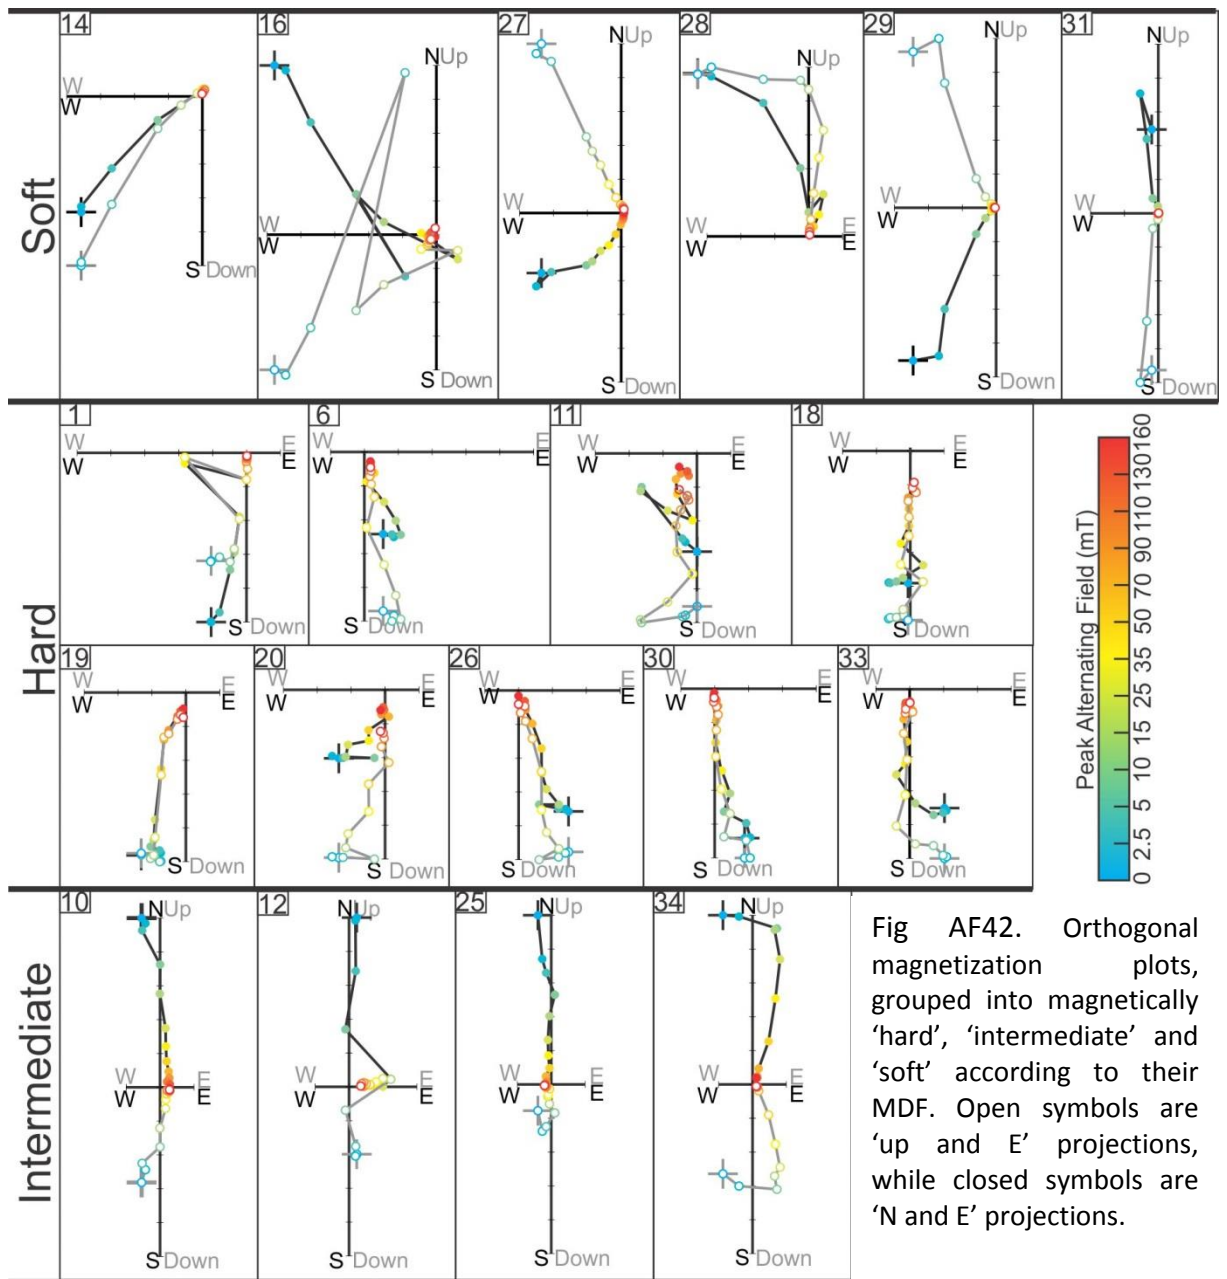 14 16 27 28 29 31
Soft
W
W
S Down
N Up
W
W
S Down
N Up
W
W
S Down
N Up
W
W
E
E
N Up
W
W
S Down
N Up
W
W
S Down
1 6 11 18
Hard
W
W
E
E
S Down
W
W
E
E
S Down
W
W
E
E
S Down
W
W
E
E
S Down
19 20 26 30 33
W
W
E
E
S Down
W
W
E
E
S Down
W
W
E
E
S Down
W
W
E
E
S Down
W
W
E
E
S Down
Peak Alternating Field (mT)
0 2.5 5 10 15 25 35 50 70 90 110 130 160
10 12 25 34
Intermediate
N Up
W
W
E
E
S Down
N Up
W
W
E
E
S Down
N Up
W
W
E
E
S Down
N Up
W
W
E
E
S Down
Fig AF42. Orthogonal
magnetization plots,
grouped into magnetically
‘hard’, ‘intermediate’ and
‘soft’ according to their
MDF. Open symbols are
‘up and E’ projections,
while closed symbols are
‘N and E’ projections.